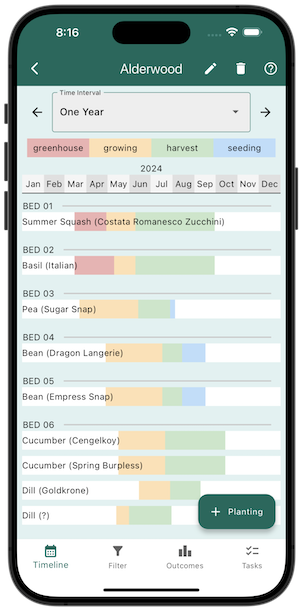 8:16
Alderwood
Time Interval
One Year
greenhouse growing harvest seeding
2024
Jan Feb Mar Apr May Jun Jul Aug Sep Oct Nov Dec
BED 01
Summer Squash (Costata Romanesco Zucchini)
BED 02
Basil (Italian)
BED 03
Pea (Sugar Snap)
BED 04
Bean (Dragon Langerie)
BED 05
Bean (Empress Snap)
BED 06
Cucumber (Cengelkoy)
Cucumber (Spring Burpless)
Dill (Goldkrone)
Dill (?)
+ Planting
Timeline Filter Outcomes Tasks